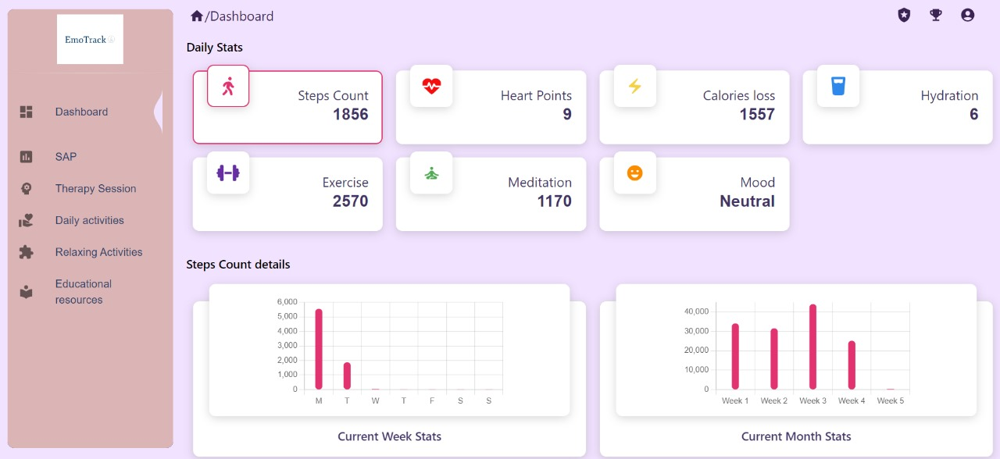 EmoTrack
/Dashboard
Dashboard
SAP
Therapy Session
Daily activities
Relaxing Activities
Educational
resources
Daily Stats
Steps Count
1856
Heart Points
9
Calories loss
1557
Hydration
6
Exercise
2570
Meditation
1170
Mood
Neutral
Steps Count details
6,000
5,000
4,000
3,000
2,000
1,000
0
M T W T F S S
Current Week Stats
40,000
30,000
20,000
10,000
0
Week 1 Week 2 Week 3 Week 4 Week 5
Current Month Stats